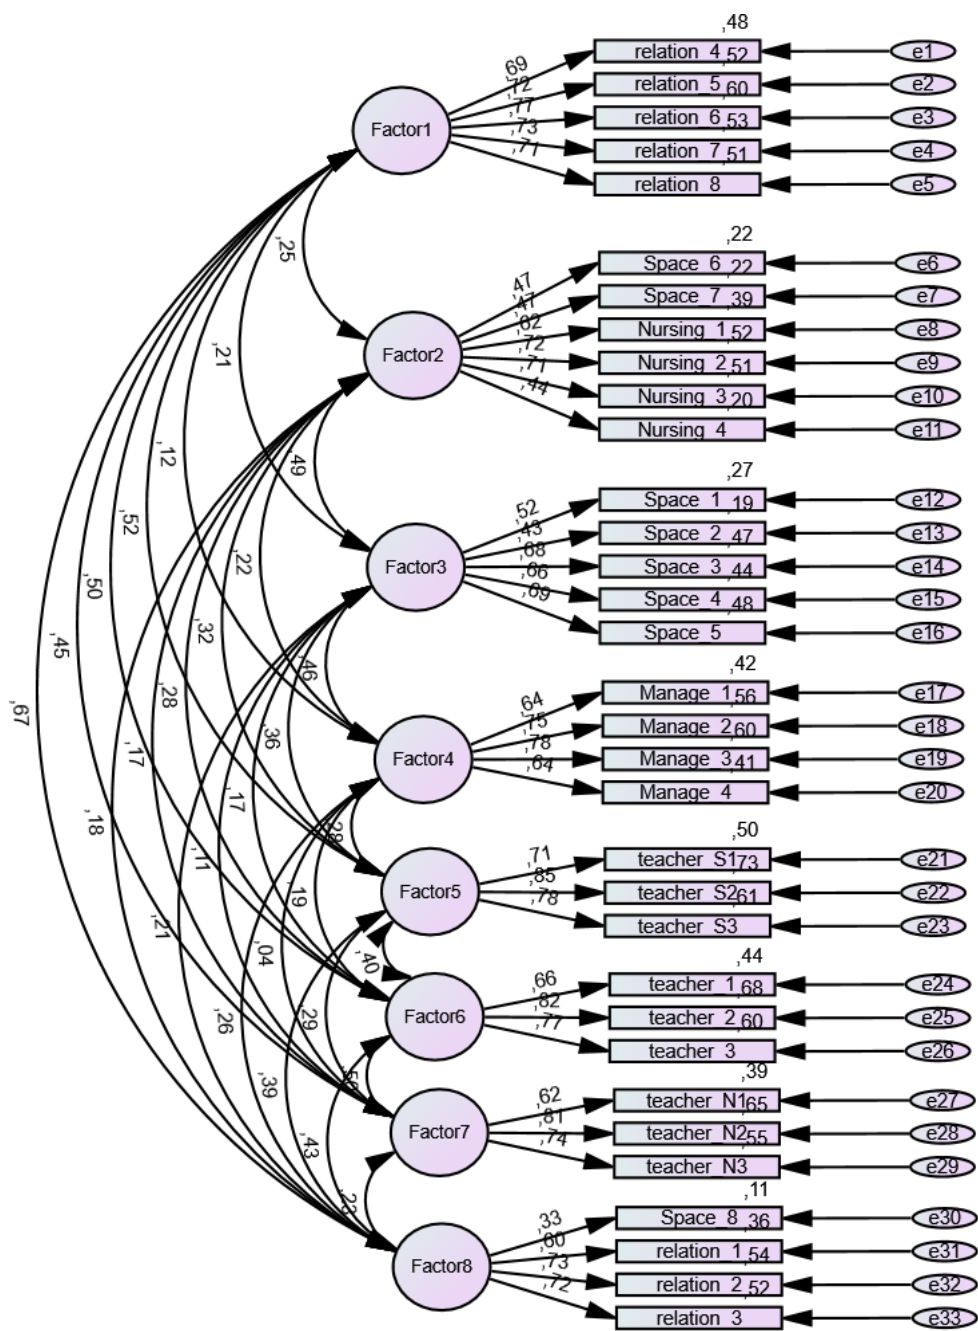 ,48
relation_4 ,52 e1
relation_5 ,60 e2
relation_6 ,53 e3
relation_7 ,51 e4
relation_8 e5
Factor1
,69
,72
,77
,73
,71
,22
Space_6 ,22 e6
Space_7 ,39 e7
Nursing_1 ,52 e8
Nursing_2 ,51 e9
Nursing_3 ,20 e10
Nursing_4 e11
Factor2
,47
,47
,62
,72
,71
,44
,27
Space_1 ,19 e12
Space_2 ,47 e13
Space_3 ,44 e14
Space_4 ,48 e15
Space_5 e16
Factor3
,52
,43
,68
,66
,69
,42
Manage_1 ,56 e17
Manage_2 ,60 e18
Manage_3 ,41 e19
Manage_4 e20
Factor4
,64
,75
,78
,64
,50
teacher_S1 ,73 e21
teacher_S2 ,61 e22
teacher_S3 e23
Factor5
,71
,85
,78
,44
teacher_1 ,68 e24
teacher_2 ,60 e25
teacher_3 e26
Factor6
,66
,82
,77
,39
teacher_N1 ,65 e27
teacher_N2 ,55 e28
teacher_N3 e29
Factor7
,62
,81
,74
,11
Space_8 ,36 e30
relation_1 ,54 e31
relation_2 ,52 e32
relation_3 e33
Factor8
,33
,60
,73
,72
,25
,21
,12
,52
,50
,45
,67
,49
,22
,32
,28
,17
,18
,46
,36
,17
,11
,21
,28
,19
,04
,26
,40
,29
,39
,43
,23